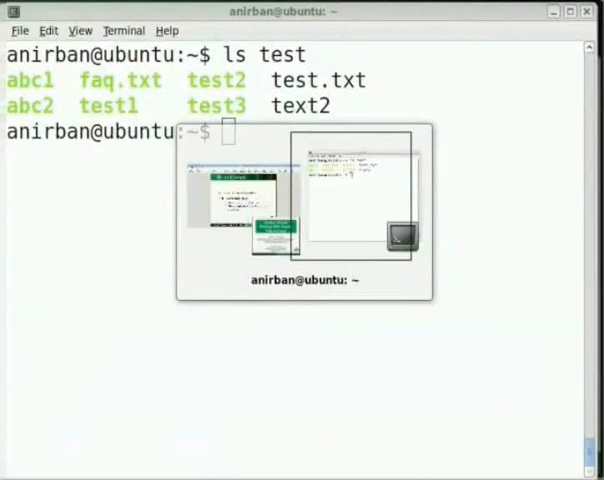 anirban@ubuntu: ~
File Edit View Terminal Help
anirban@ubuntu:~$ ls test
abc1 faq.txt test2 test.txt
abc2 test1 test3 text2
anirban@ubuntu:~$
anirban@ubuntu: ~